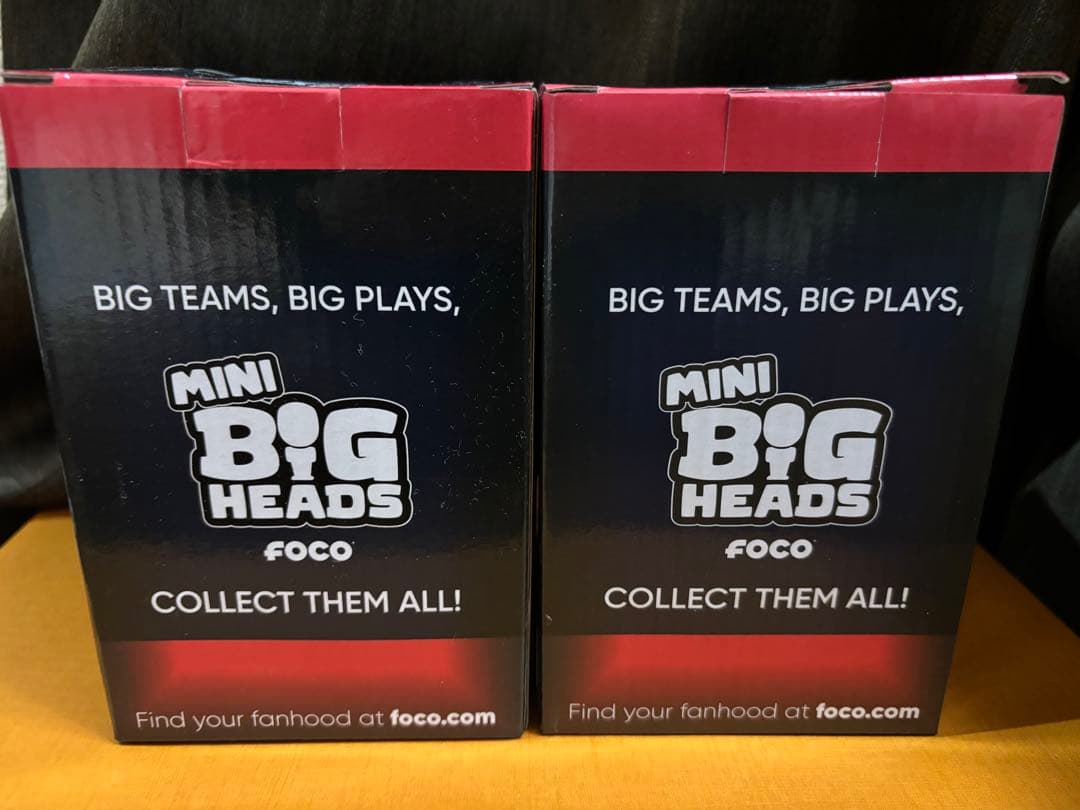 BIG TEAMS, BIG PLAYS,
MINI
BIG
HEADS
FOCO
COLLECT THEM ALL!
Find your fanhood at foco.com
BIG TEAMS, BIG PLAYS,
MINI
BIG
HEADS
FOCO
COLLECT THEM ALL!
Find your fanhood at foco.com